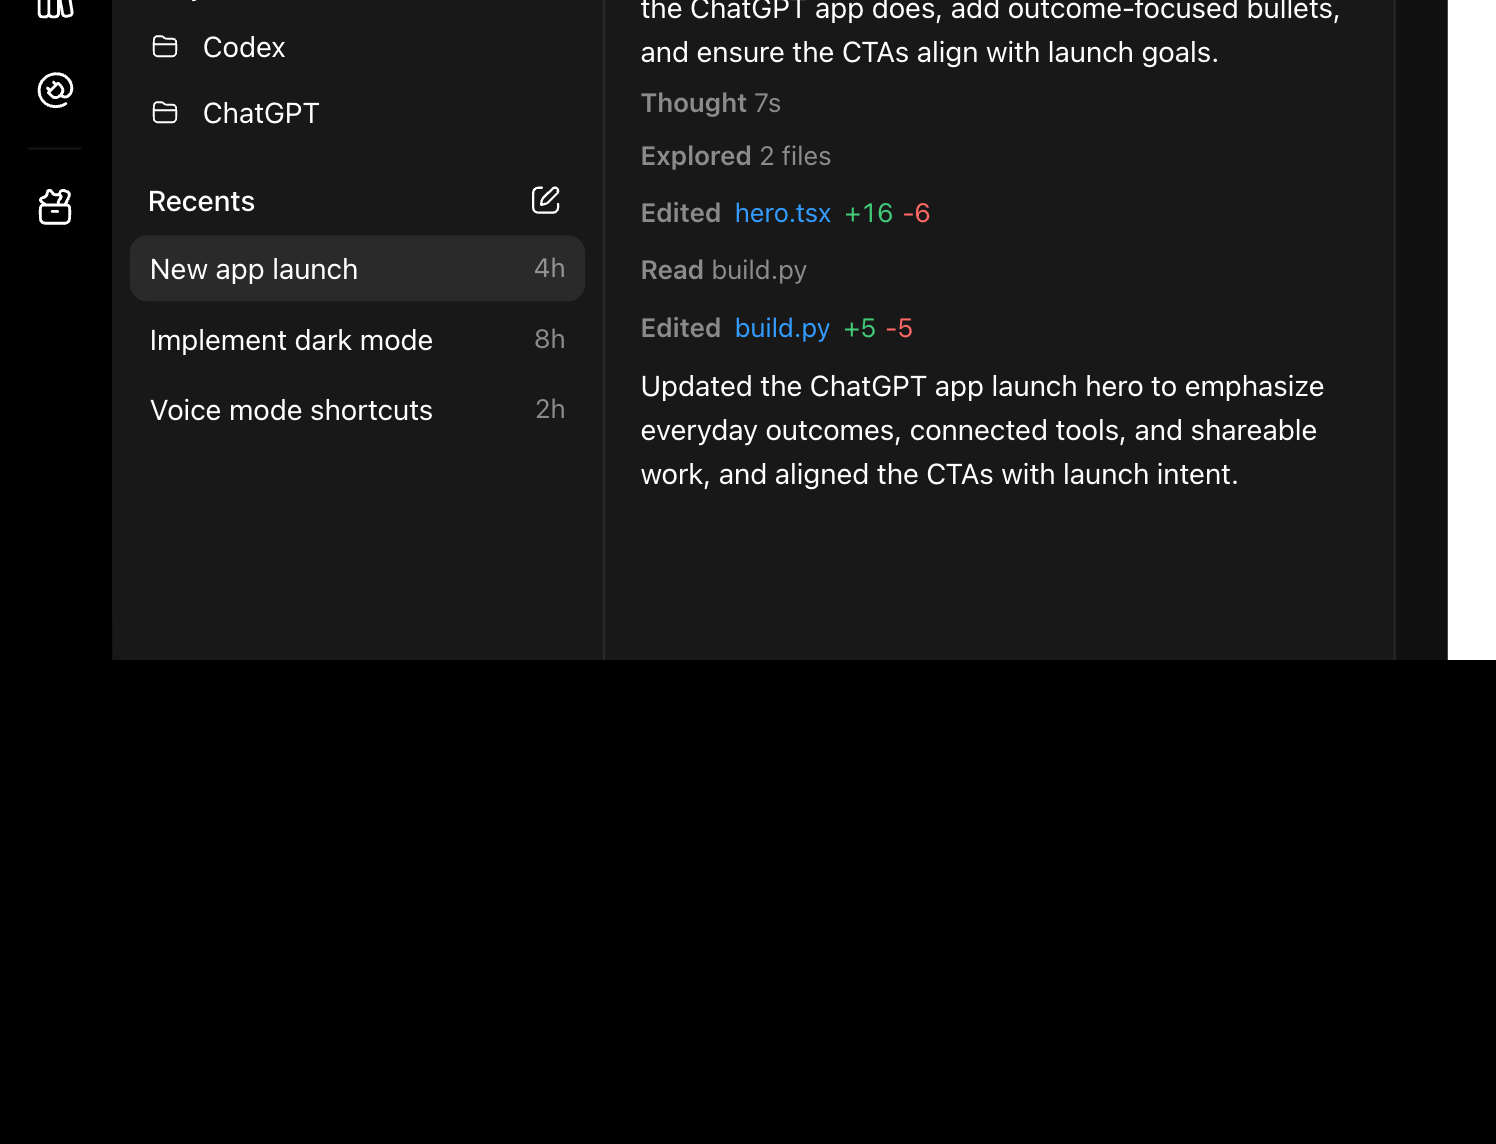 Codex
ChatGPT
Recents
New app launch 4h
Implement dark mode 8h
Voice mode shortcuts 2h
the ChatGPT app does, add outcome-focused bullets,
and ensure the CTAs align with launch goals.
Thought 7s
Explored 2 files
Edited hero.tsx +16 -6
Read build.py
Edited build.py +5 -5
Updated the ChatGPT app launch hero to emphasize
everyday outcomes, connected tools, and shareable
work, and aligned the CTAs with launch intent.